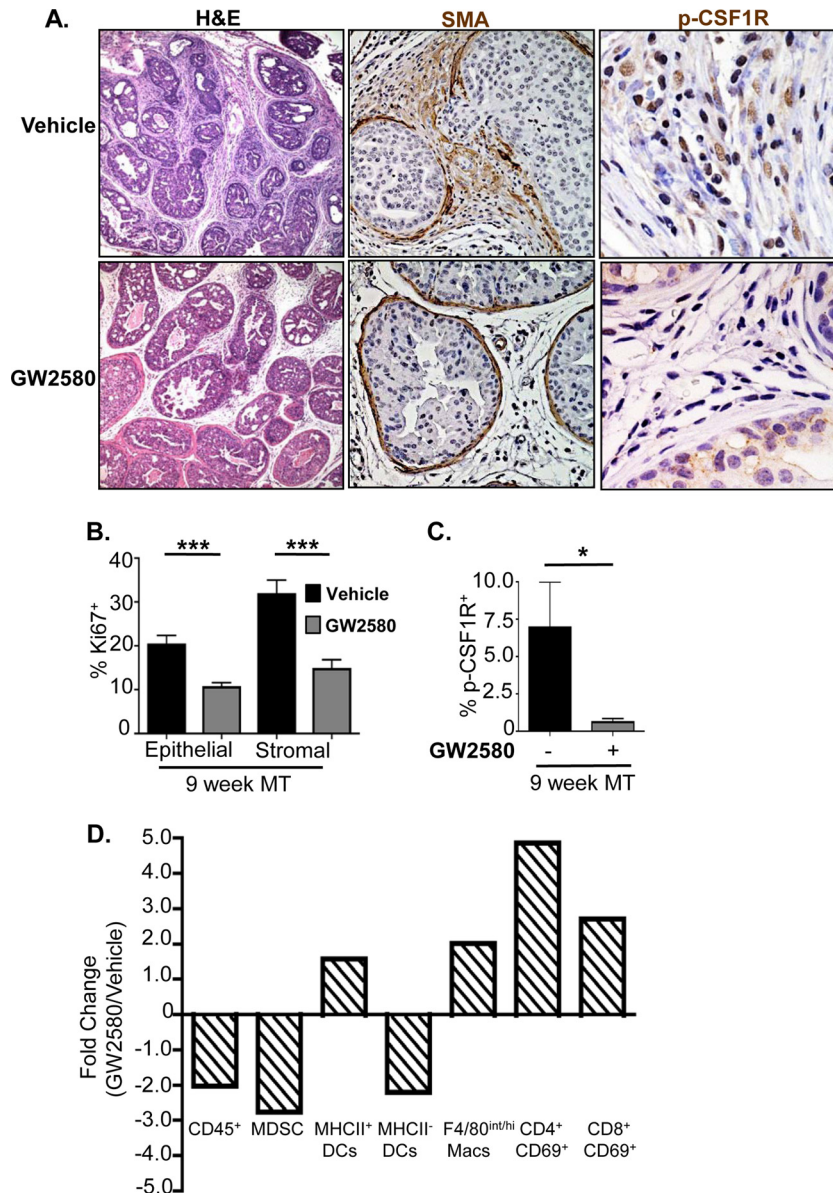 A.
H&E
SMA
p-CSF1R
Vehicle
GW2580
B.
% Ki67+
40
30
20
10
0
***
***
Vehicle
GW2580
Epithelial
Stromal
9 week MT
C.
% p-CSF1R+
10.0
7.5
5.0
2.5
0
*
GW2580
-
+
9 week MT
D.
Fold Change
(GW2580/Vehicle)
5.0
4.0
3.0
2.0
1.0
0
-1.0
-2.0
-3.0
-4.0
-5.0
CD45+
MDSC
MHCII+
DCs
MHCII-
DCs
F4/80int/hi
Macs
CD4+
CD69+
CD8+
CD69+